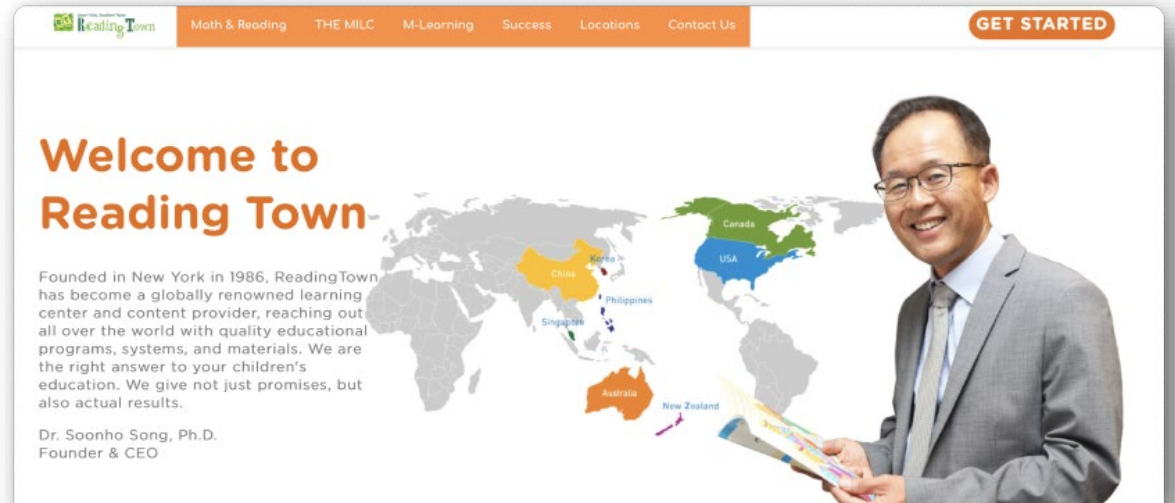 Reading Town
Math & Reading
THE MILC
M-Learning
Success
Locations
Contact Us
GET STARTED
Welcome to
Reading Town
Founded in New York in 1986, ReadingTown
has become a globally renowned learning
center and content provider, reaching out
all over the world with quality educational
programs, systems, and materials. We are
the right answer to your children's
education. We give not just promises, but
also actual results.
Dr. Soonho Song, Ph.D.
Founder & CEO
Canada
USA
Korea
China
Philippines
Singapore
Australia
New Zealand